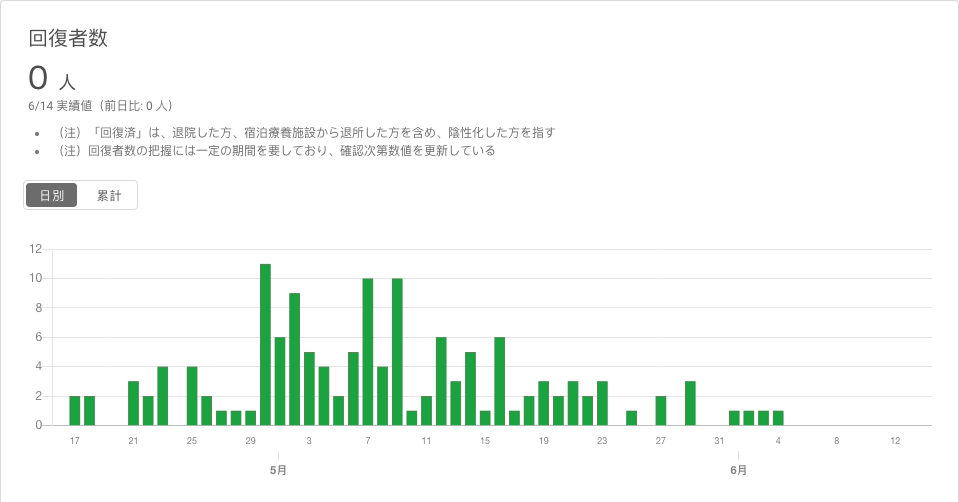 回復者数
0 人
6/14 実績値（前日比: 0 人）
（注）「回復済」は、退院した方、宿泊療養施設から退所した方を含め、陰性化した方を指す
（注）回復者数の把握には一定の期間を要しており、確認次第数値を更新している
日別 累計
12
10
8
6
4
2
0
17 21 25 29 3 7 11 15 19 23 27 31 4 8 12
5月 6月